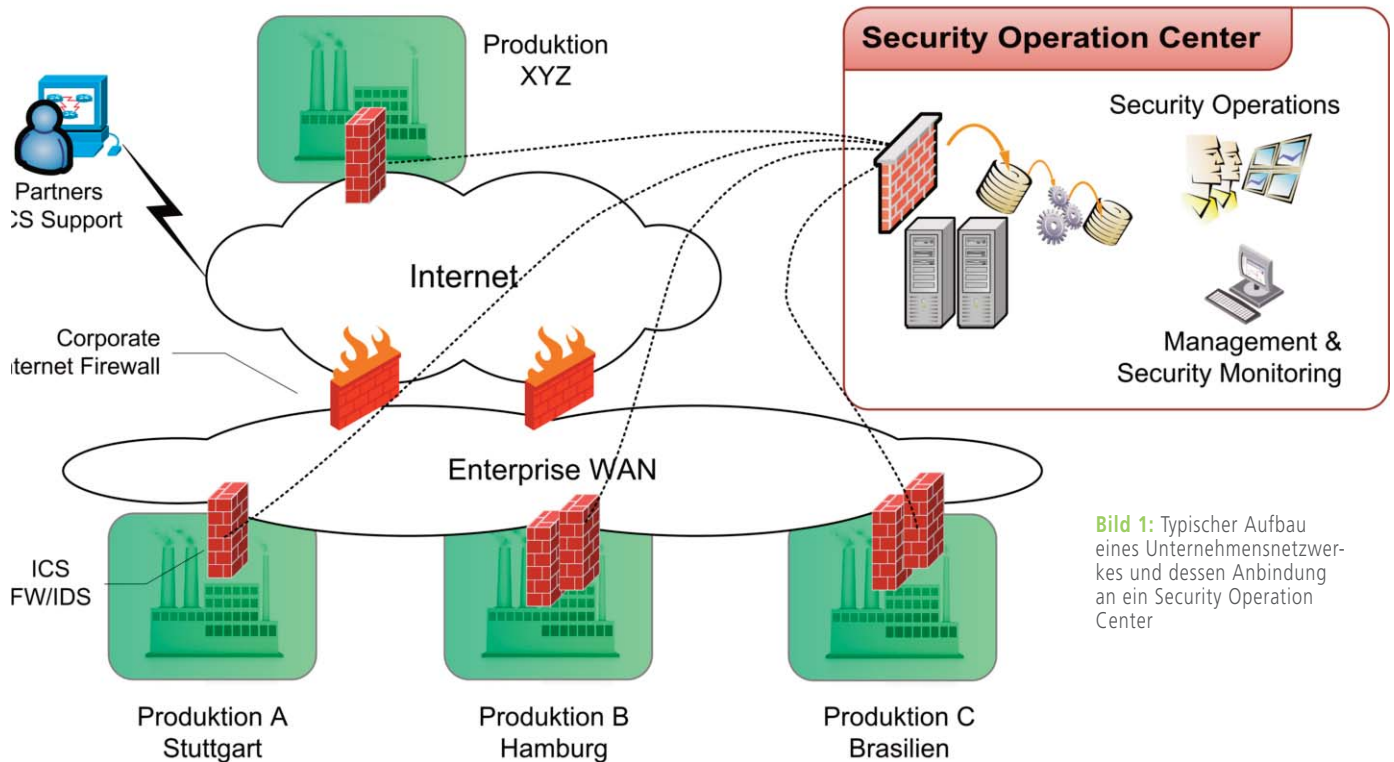 Produktion
XYZ
Security Operation Center
Security Operations
Partners
CS Support
Internet
Corporate
nternet Firewall
Management &
Security Monitoring
Enterprise WAN
ICS
FW/IDS
Bild 1: Typischer Aufbau
eines Unternehmensnetzwer-
kes und dessen Anbindung
an ein Security Operation
Center
Produktion A
Stuttgart
Produktion B
Hamburg
Produktion C
Brasilien